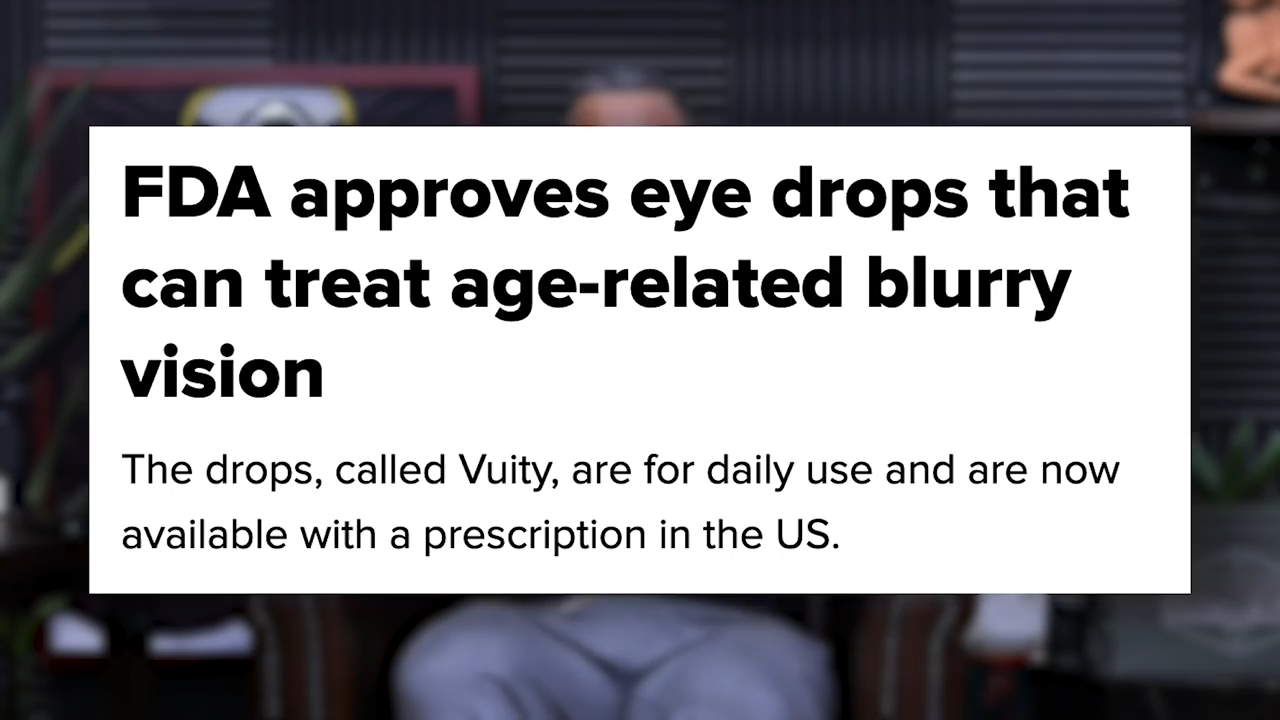 FDA approves eye drops that
can treat age-related blurry
vision
The drops, called Vuity, are for daily use and are now
available with a prescription in the US.